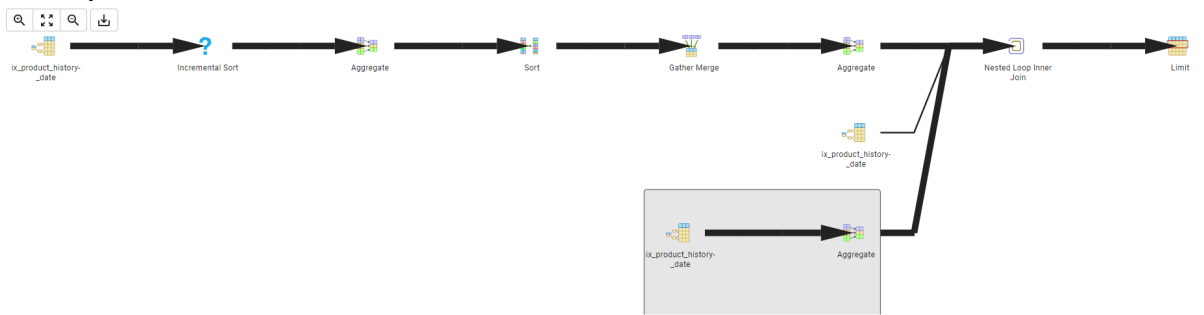 ix_product_history-
_date
Incremental Sort
Aggregate
Sort
Gather Merge
Aggregate
Nested Loop Inner
Join
Limit
ix_product_history-
_date
ix_product_history-
_date
Aggregate